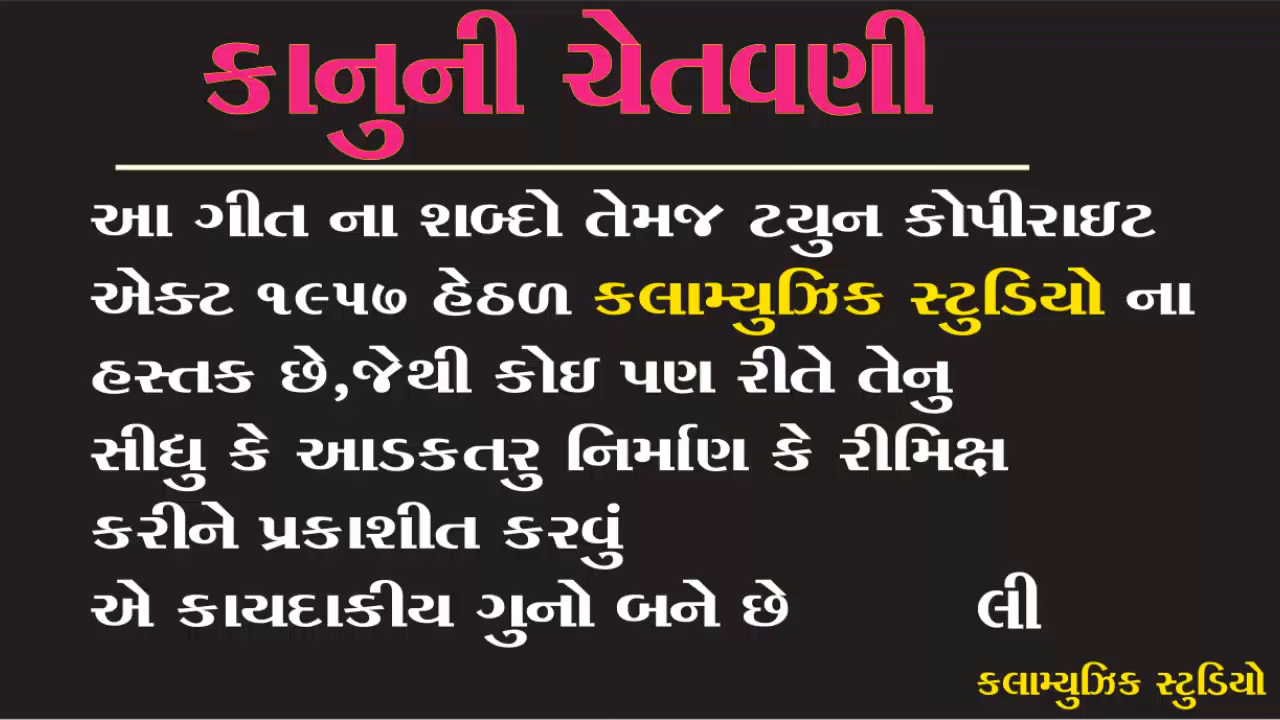 કાનુની ચેતવણી
આ ગીત ના શબ્દો તેમજ ટયુન કોપીરાઇટ
એક્ટ ૧૯૫૭ હેઠળ કલામ્યુઝિક સ્ટુડિયો ના
હસ્તક છે,જેથી કોઇ પણ રીતે તેનુ
સીધુ કે આડકતરુ નિર્માણ કે રીમિક્ષ
કરીને પ્રકાશીત કરવું
એ કાયદાકીય ગુનો બને છે લી
કલામ્યુઝિક સ્ટુડિયો